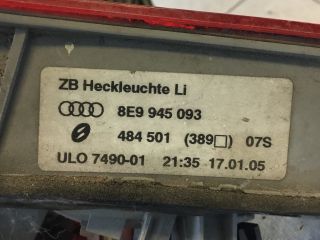 ZB Heckleuchte Li
8E9 945 093
484 501 (389□) 07S
ULO 7490-01 21:35 17.01.05